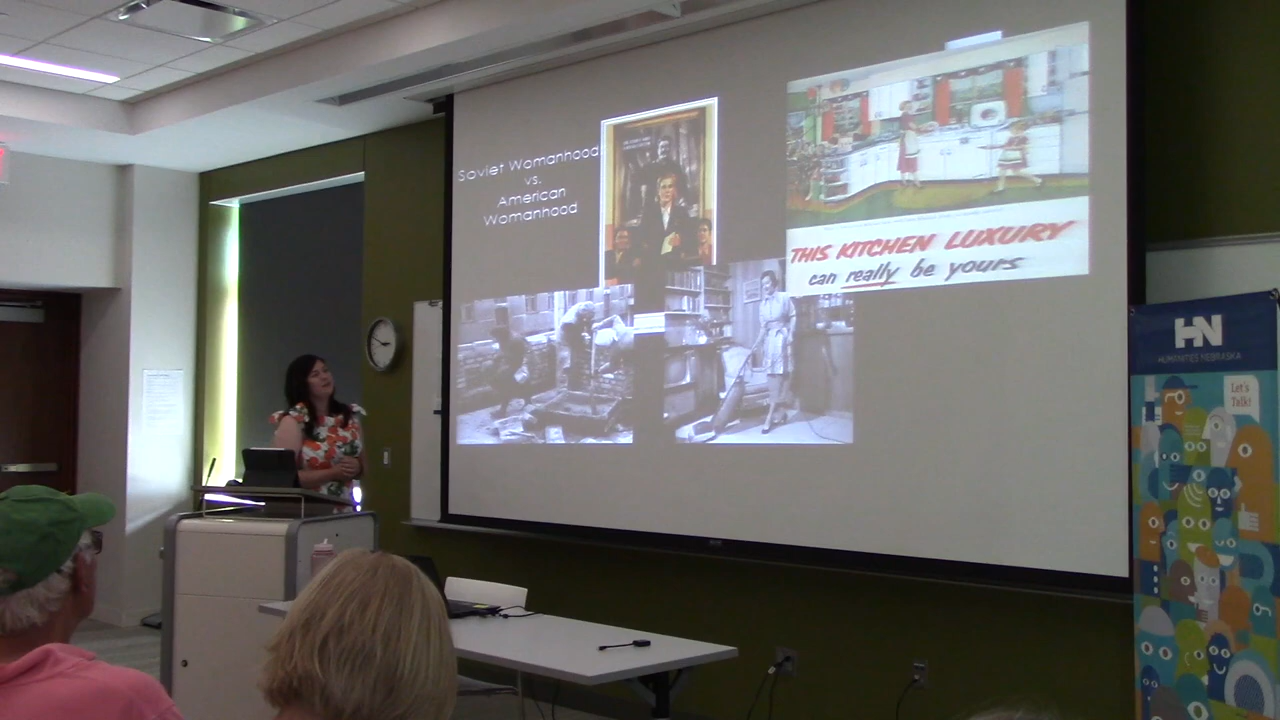 Soviet Womanhood
vs.
American
Womanhood
THIS KITCHEN LUXURY
can really be yours
HN
HUMANITIES NEBRASKA
Let's
Talk!